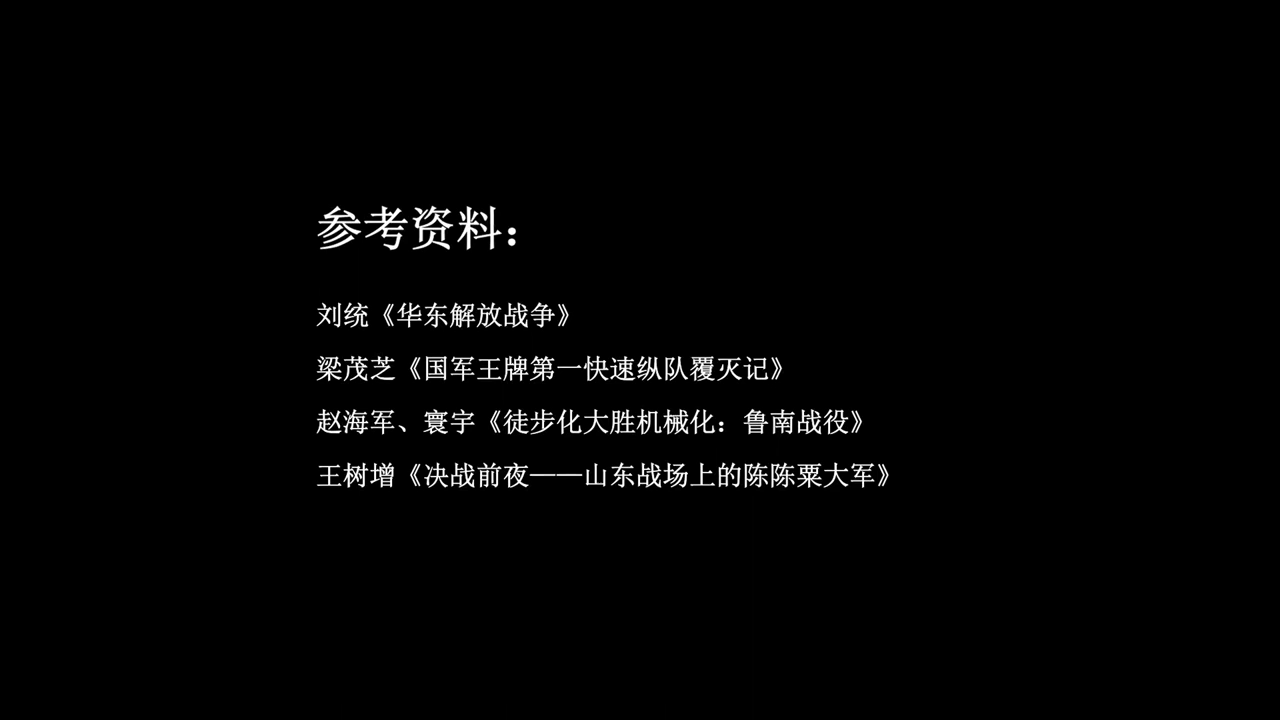 参考资料：
刘统《华东解放战争》
梁茂芝《国军王牌第一快速纵队覆灭记》
赵海军、寰宇《徒步化大胜机械化：鲁南战役》
王树增《决战前夜——山东战场上的陈陈粟大军》